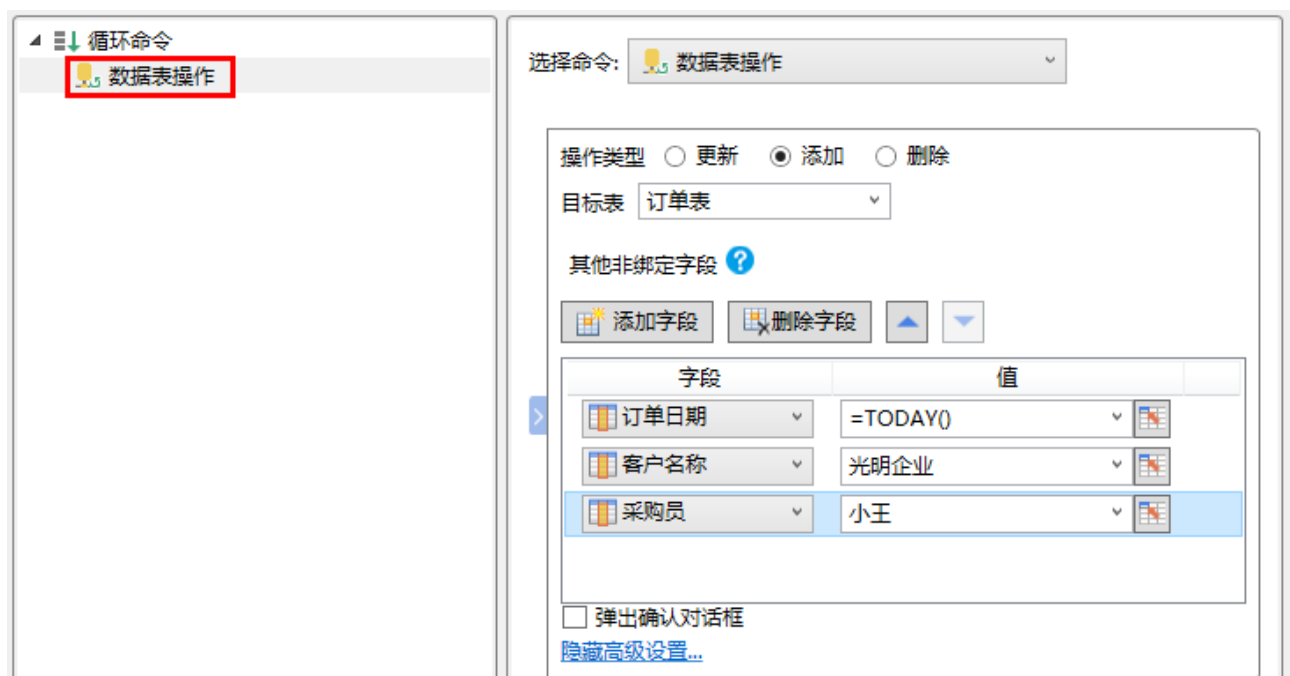 循环命令
数据表操作
选择命令: 数据表操作
操作类型 更新 添加 删除
目标表 订单表
其他非绑定字段 ?
添加字段 删除字段
字段 值
订单日期 =TODAY()
客户名称 光明企业
采购员 小王
弹出确认对话框
隐藏高级设置...